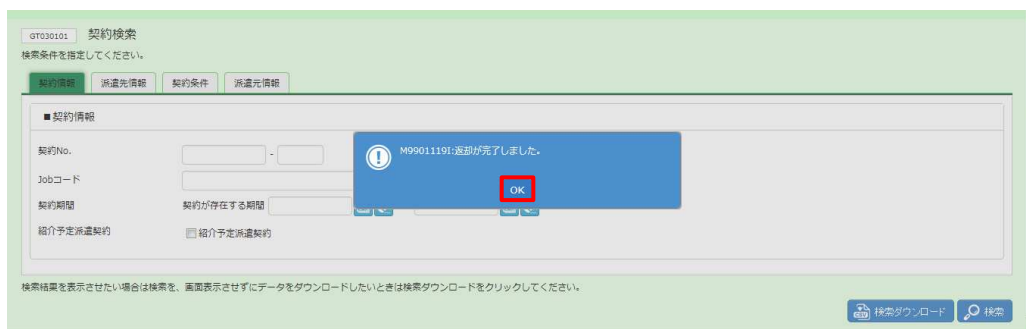 GT030101 契約検索
検索条件を指定してください。
契約情報 派遣先情報 契約条件 派遣元情報
■契約情報
契約No. -
M9901119I:返却が完了しました。
Jobコード
OK
契約期間 契約が存在する期間
紹介予定派遣契約 紹介予定派遣契約
検索結果を表示させたい場合は検索を、画面表示させずにデータをダウンロードしたいときは検索ダウンロードをクリックしてください。
検索ダウンロード 検索